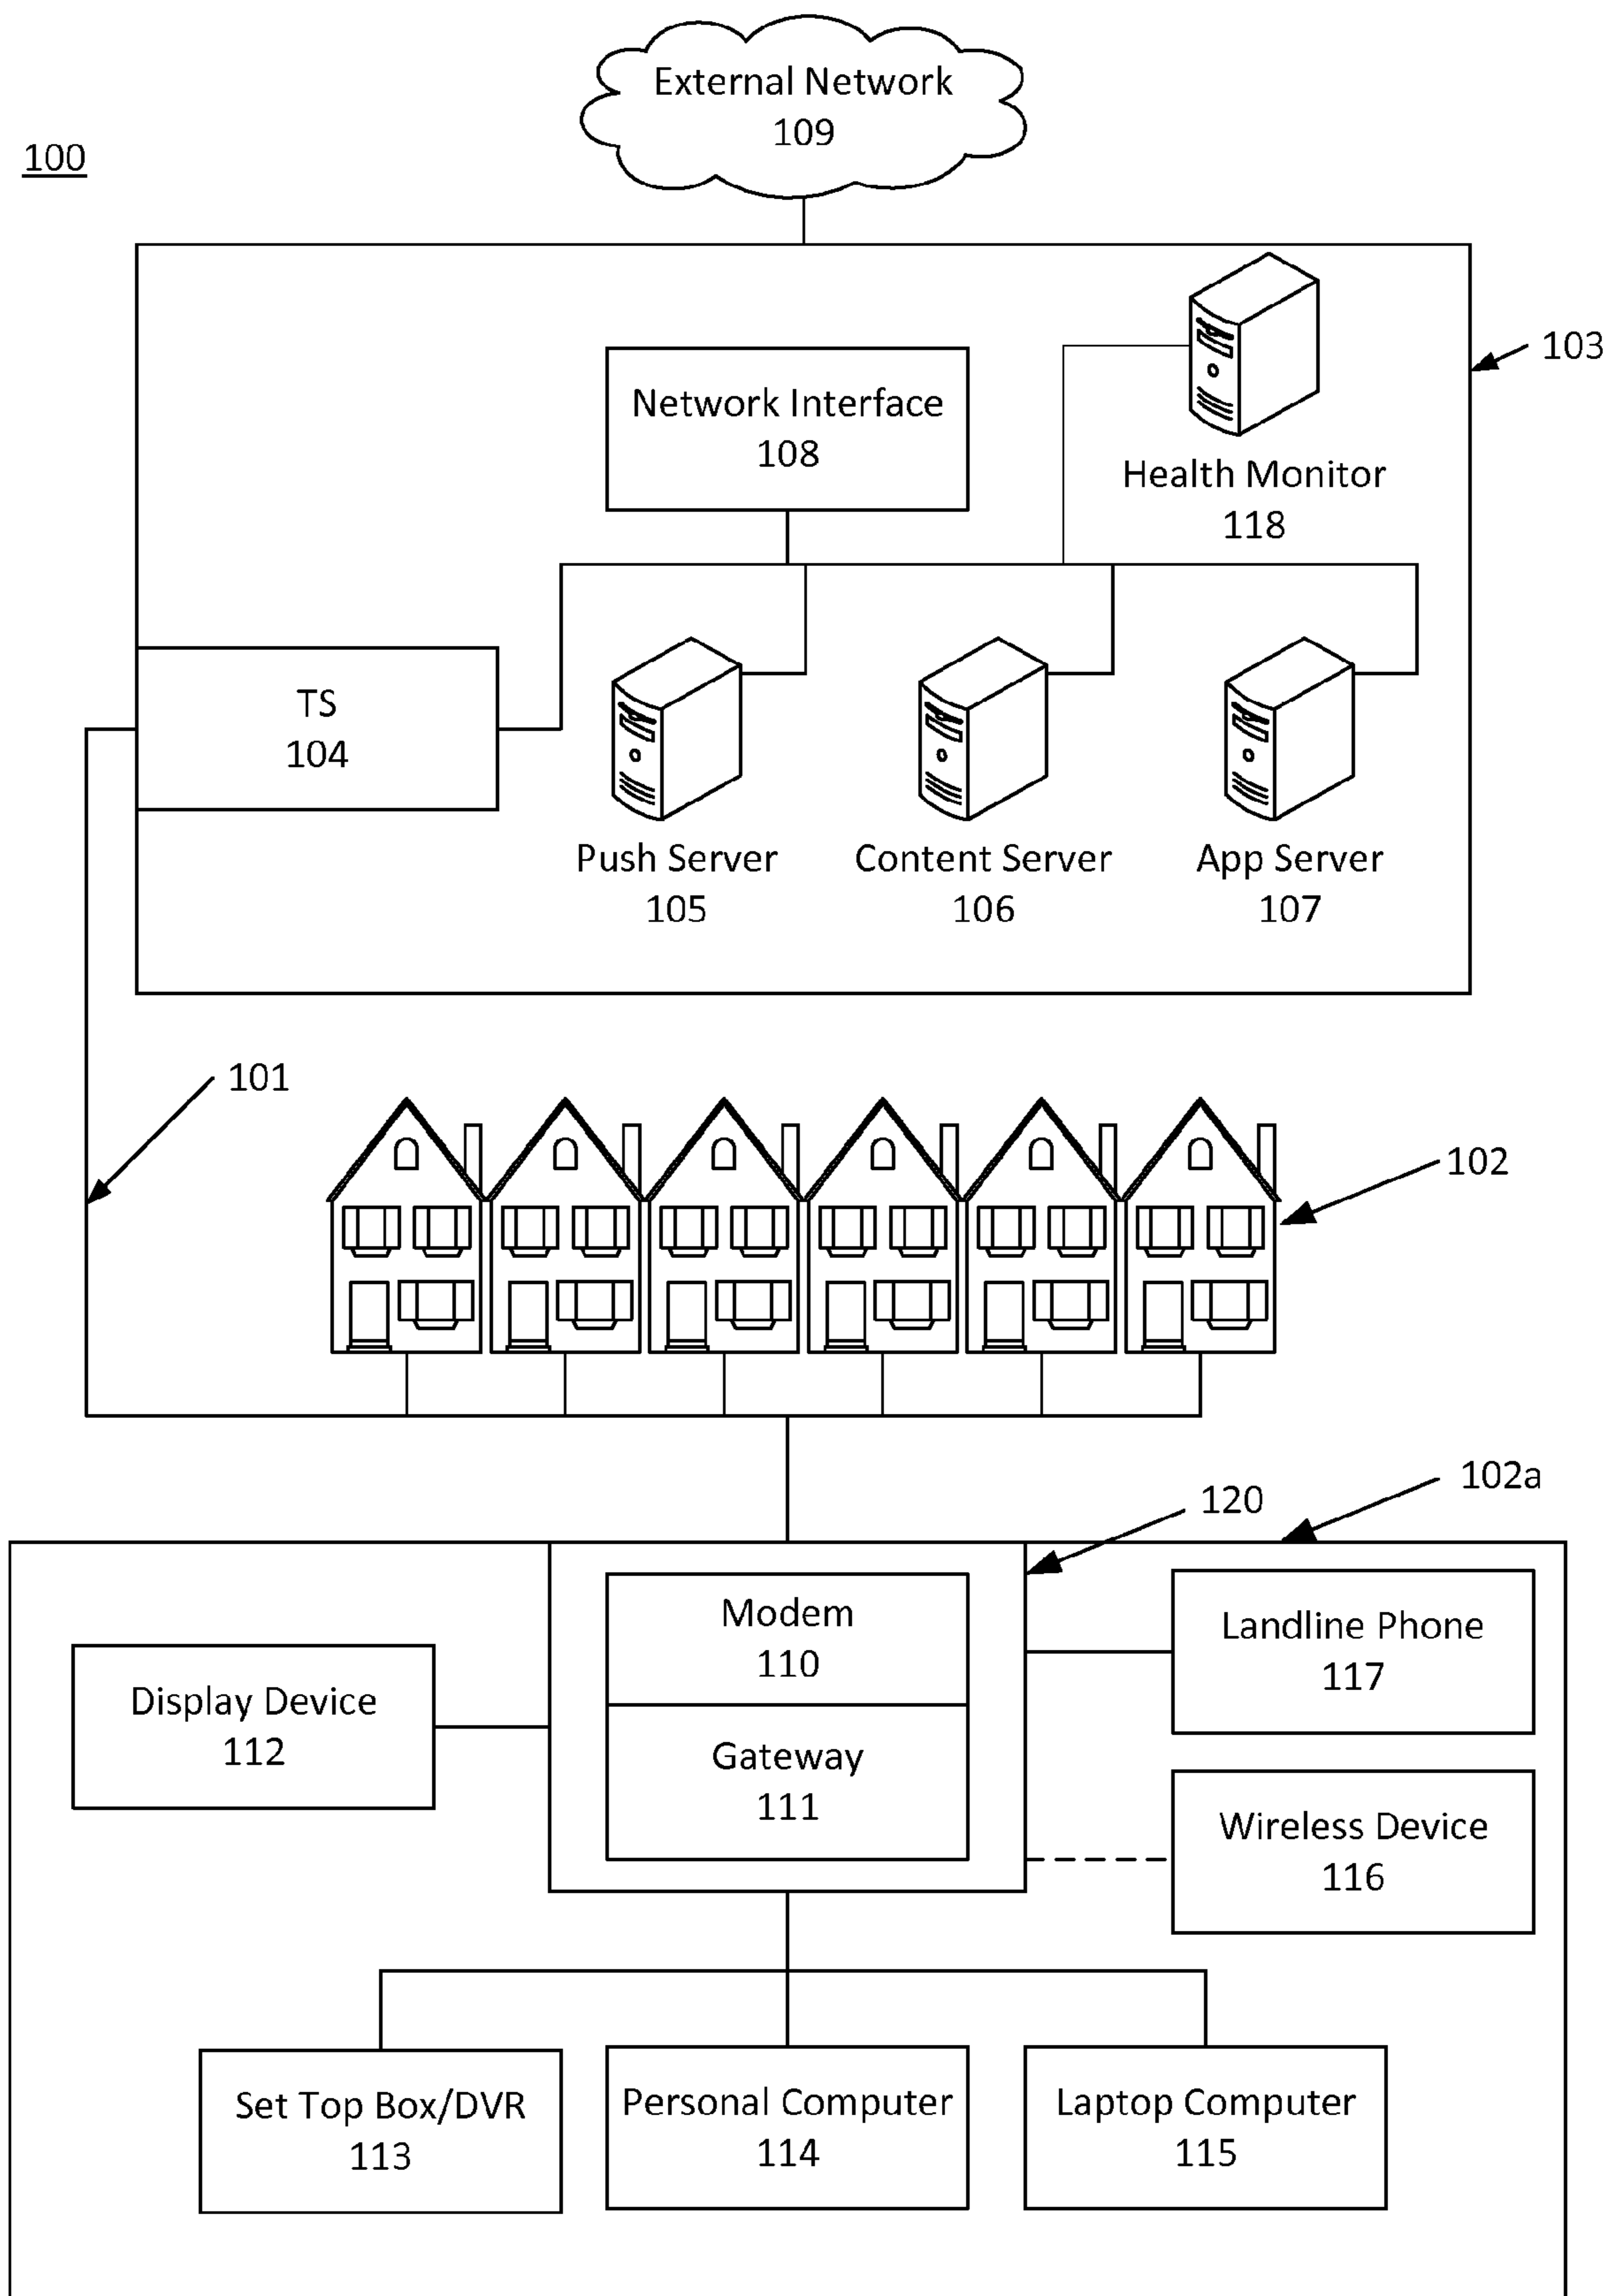 External Network
109
100
103
Network Interface
108
Health Monitor
118
TS
104
Push Server
105
Content Server
106
App Server
107
101
102
102a
120
Modem
110
Landline Phone
117
Display Device
112
Gateway
111
Wireless Device
116
Set Top Box/DVR
113
Personal Computer
114
Laptop Computer
115